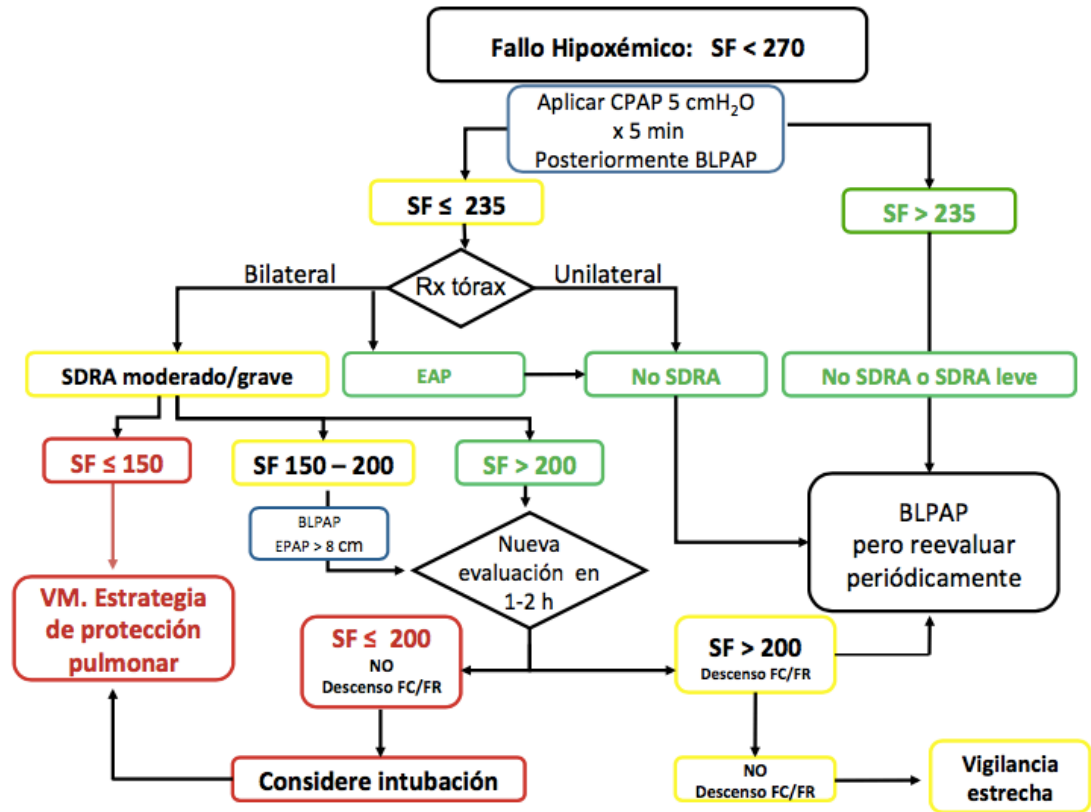 Fallo Hipoxémico: SF < 270
Aplicar CPAP 5 cmH₂O
x 5 min
Posteriormente BLPAP
SF ≤ 235
SF > 235
Bilateral
Rx tórax
Unilateral
SDRA moderado/grave
EAP
No SDRA
No SDRA o SDRA leve
SF ≤ 150
SF 150 – 200
SF > 200
BLPAP
EPAP > 8 cm
Nueva
evaluación en
1-2 h
BLPAP
pero reevaluar
periódicamente
VM. Estrategia
de protección
pulmonar
SF ≤ 200
NO
Descenso FC/FR
SF > 200
Descenso FC/FR
Considere intubación
NO
Descenso FC/FR
Vigilancia
estrecha